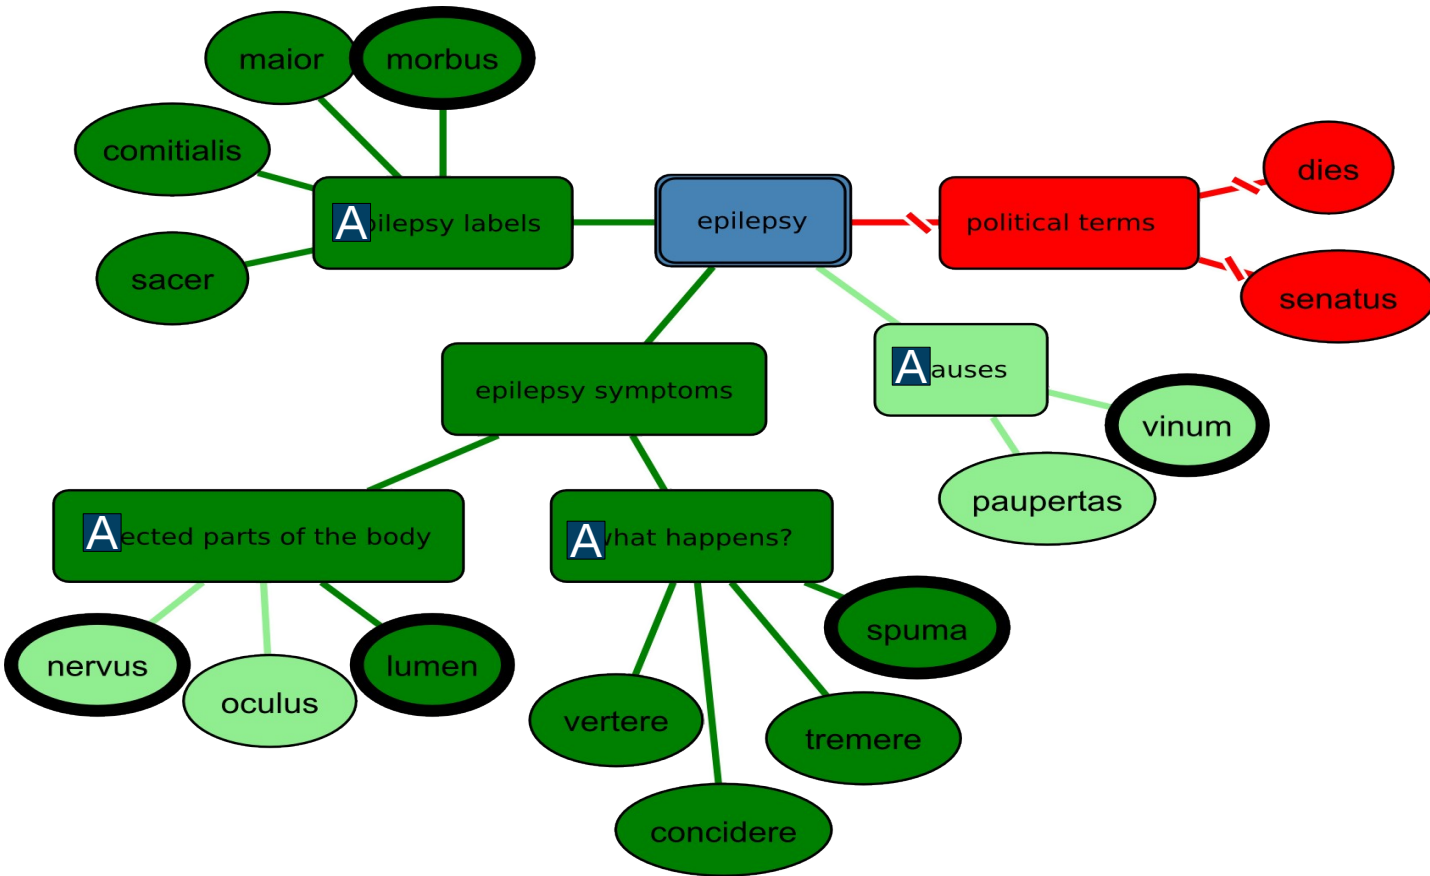 maior
morbus
comitialis
dies
A ilepsy labels
epilepsy
political terms
sacer
senatus
A auses
epilepsy symptoms
vinum
paupertas
A ected parts of the body
A hat happens?
spuma
nervus
lumen
oculus
vertere
tremere
concidere